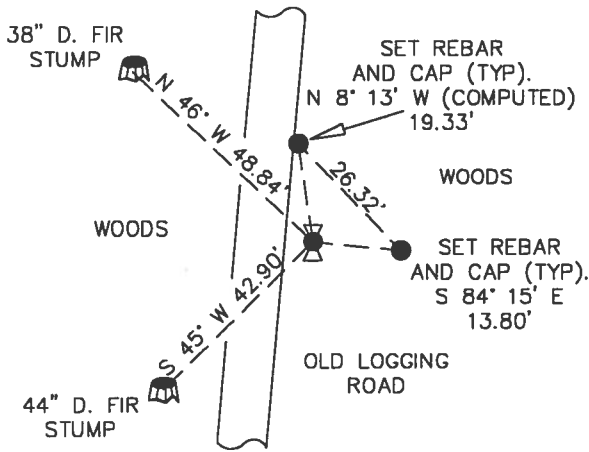 38" D. FIR
STUMP
SET REBAR
AND CAP (TYP).
N 8° 13' W (COMPUTED)
19.33'
N 46° W 48.84'
26.32'
WOODS
WOODS
SET REBAR
AND CAP (TYP).
S 84° 15' E
13.80'
S 45° W 42.90'
OLD LOGGING
ROAD
44" D. FIR
STUMP